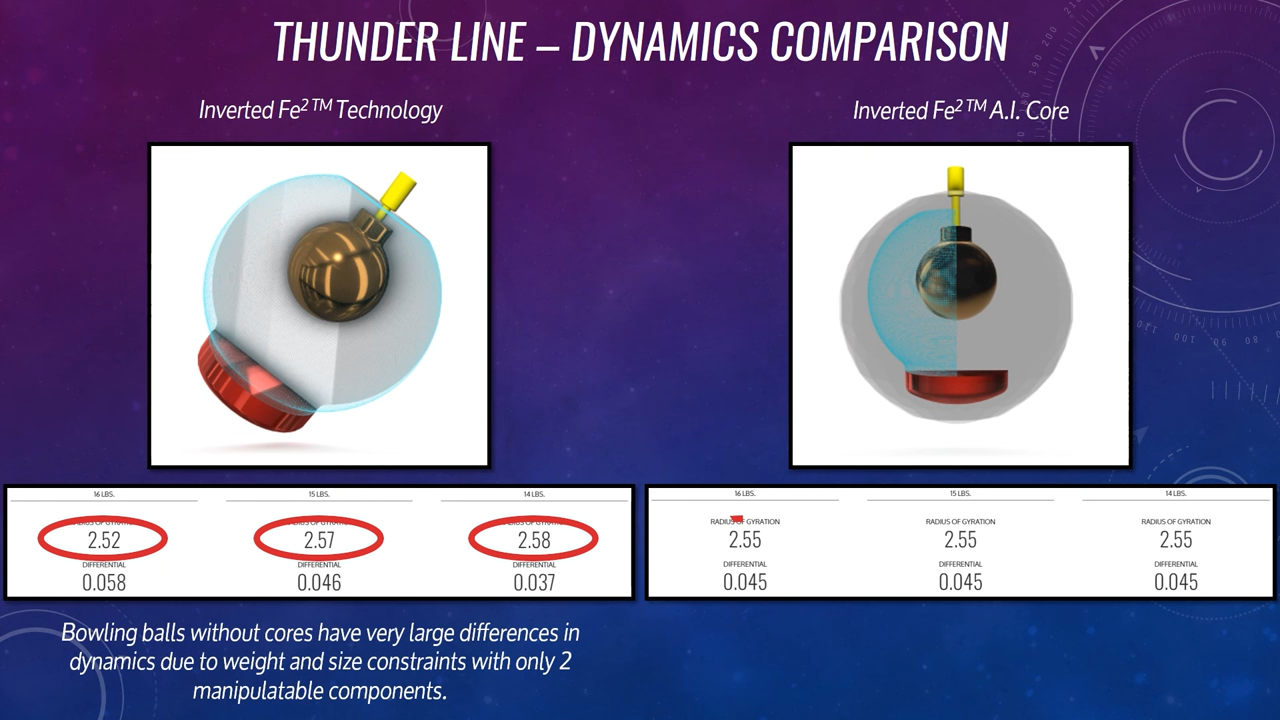 THUNDER LINE – DYNAMICS COMPARISON
Inverted Fe² ™ Technology
Inverted Fe² ™ A.I. Core
16 LBS.
15 LBS.
14 LBS.
2.52
2.57
2.58
DIFFERENTIAL
DIFFERENTIAL
DIFFERENTIAL
0.058
0.046
0.037
16 LBS.
15 LBS.
14 LBS.
RADIUS OF GYRATION
RADIUS OF GYRATION
RADIUS OF GYRATION
2.55
2.55
2.55
DIFFERENTIAL
DIFFERENTIAL
DIFFERENTIAL
0.045
0.045
0.045
Bowling balls without cores have very large differences in
dynamics due to weight and size constraints with only 2
manipulatable components.